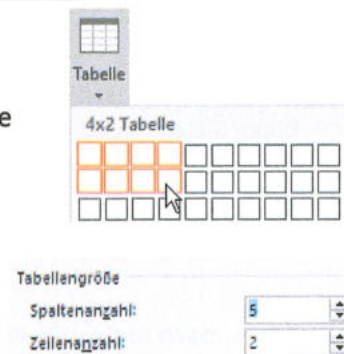 Tabelle
e
4x2 Tabelle
Tabellengröße
Spaltenanzahl: 5
Zeilenanzahl: 2